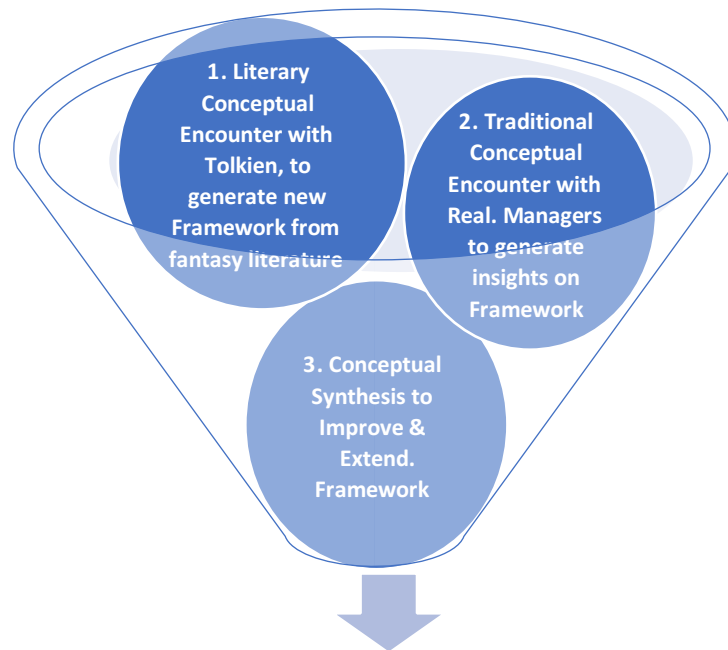 1. Literary
Conceptual
Encounter with
Tolkien, to
generate new
Framework from
fantasy literature
2. Traditional
Conceptual
Encounter with
Real. Managers
to generate
insights on
Framework
3. Conceptual
Synthesis to
Improve &
Extend.
Framework